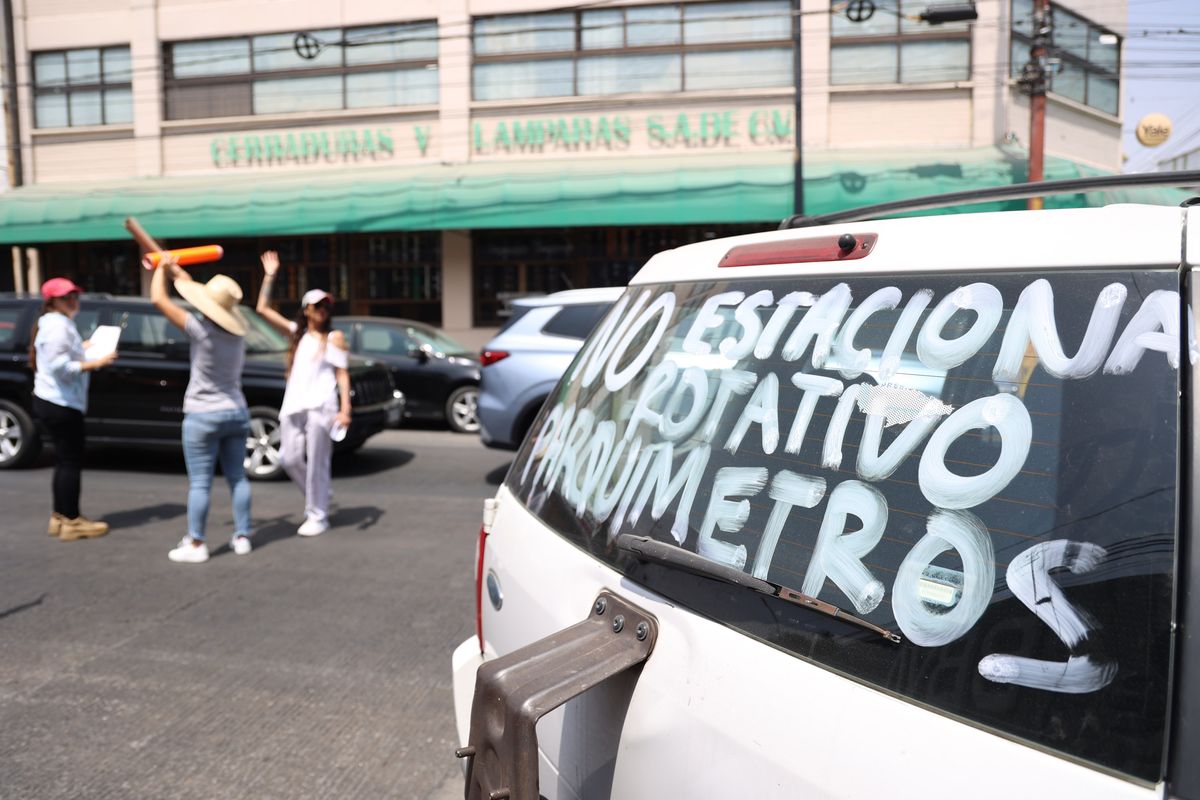 CERRADURAS Y LAMPARAS S.A. DE C.V.
Yale
NO ESTACIONA
ROTATIVO
PARQUIMETROS